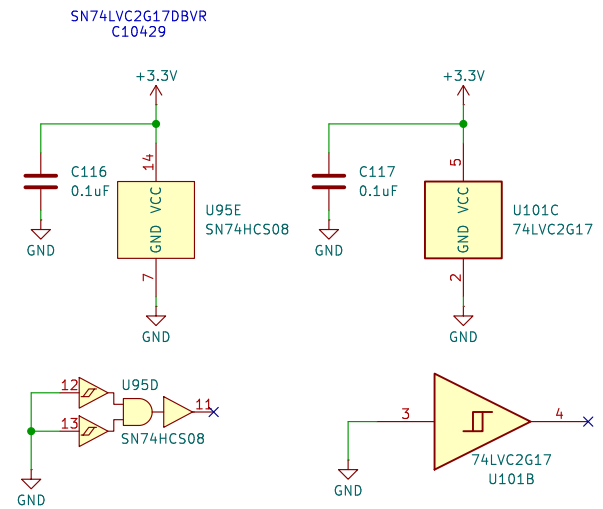 SN74LVC2G17DBVR
C10429
+3.3V
14
C116
0.1uF
VCC
GND
U95E
SN74HCS08
GND
7
GND
+3.3V
5
C117
0.1uF
VCC
GND
U101C
74LVC2G17
GND
2
GND
12
U95D
11
13
SN74HCS08
GND
3
4
74LVC2G17
U101B
GND